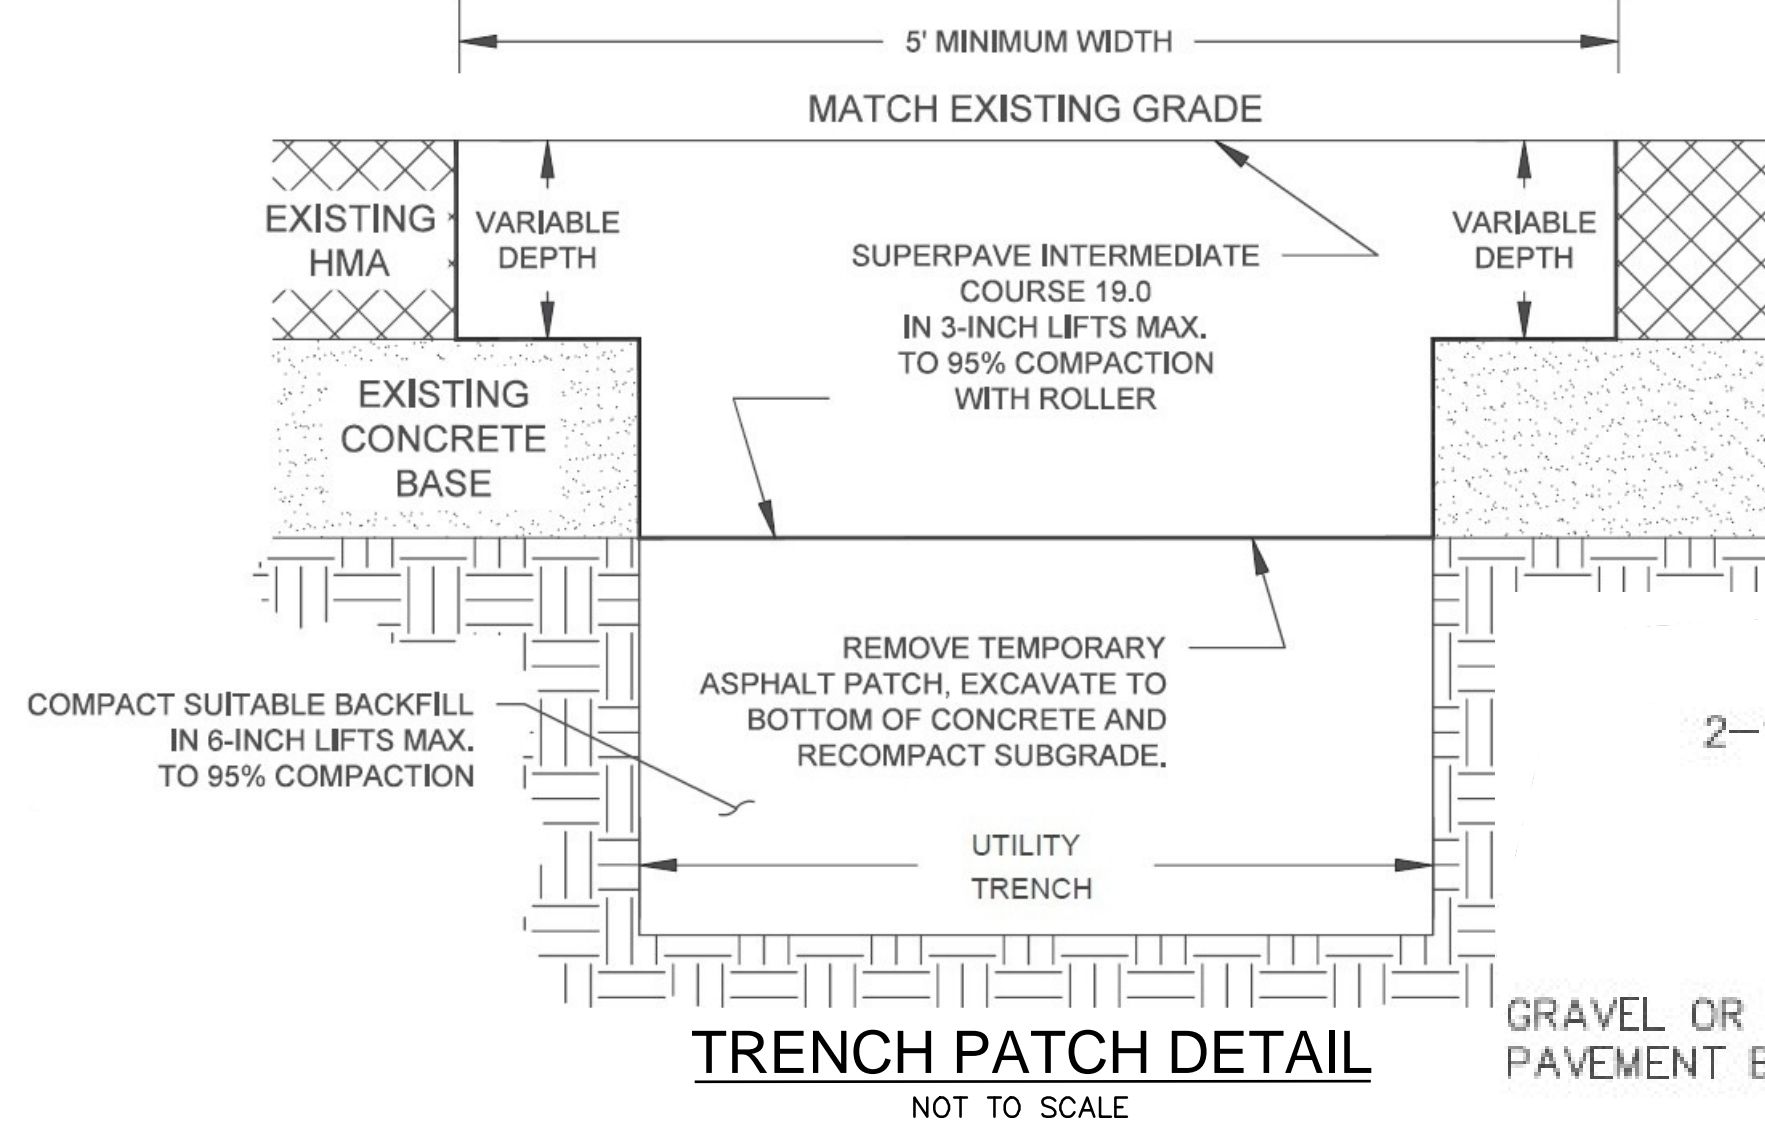 5' MINIMUM WIDTH
MATCH EXISTING GRADE
EXISTING
HMA
VARIABLE
DEPTH
SUPERPAVE INTERMEDIATE
COURSE 19.0
IN 3-INCH LIFTS MAX.
TO 95% COMPACTION
WITH ROLLER
VARIABLE
DEPTH
EXISTING
CONCRETE
BASE
REMOVE TEMPORARY
ASPHALT PATCH, EXCAVATE TO
BOTTOM OF CONCRETE AND
RECOMPACT SUBGRADE.
COMPACT SUITABLE BACKFILL
IN 6-INCH LIFTS MAX.
TO 95% COMPACTION
2-
UTILITY
TRENCH
TRENCH PATCH DETAIL
NOT TO SCALE
GRAVEL OR
PAVEMENT